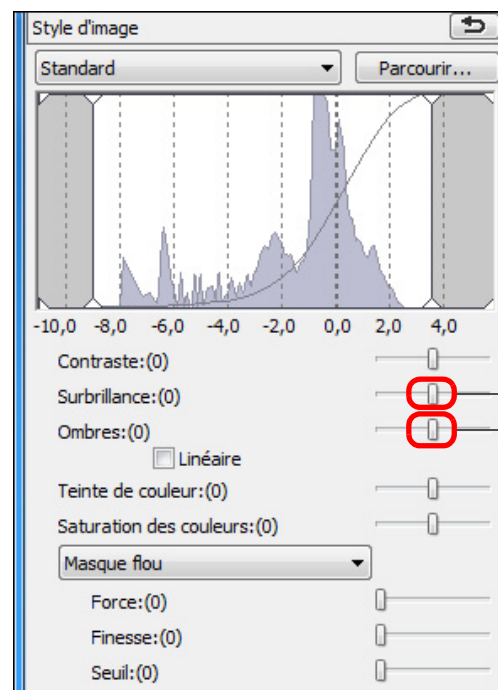 Style d'image
Standard
Parcourir...
-10,0 -8,0 -6,0 -4,0 -2,0 0,0 2,0 4,0
Contraste:(0)
Surbrillance:(0)
Ombres:(0)
Linéaire
Teinte de couleur:(0)
Saturation des couleurs:(0)
Masque flou
Force:(0)
Finesse:(0)
Seuil:(0)